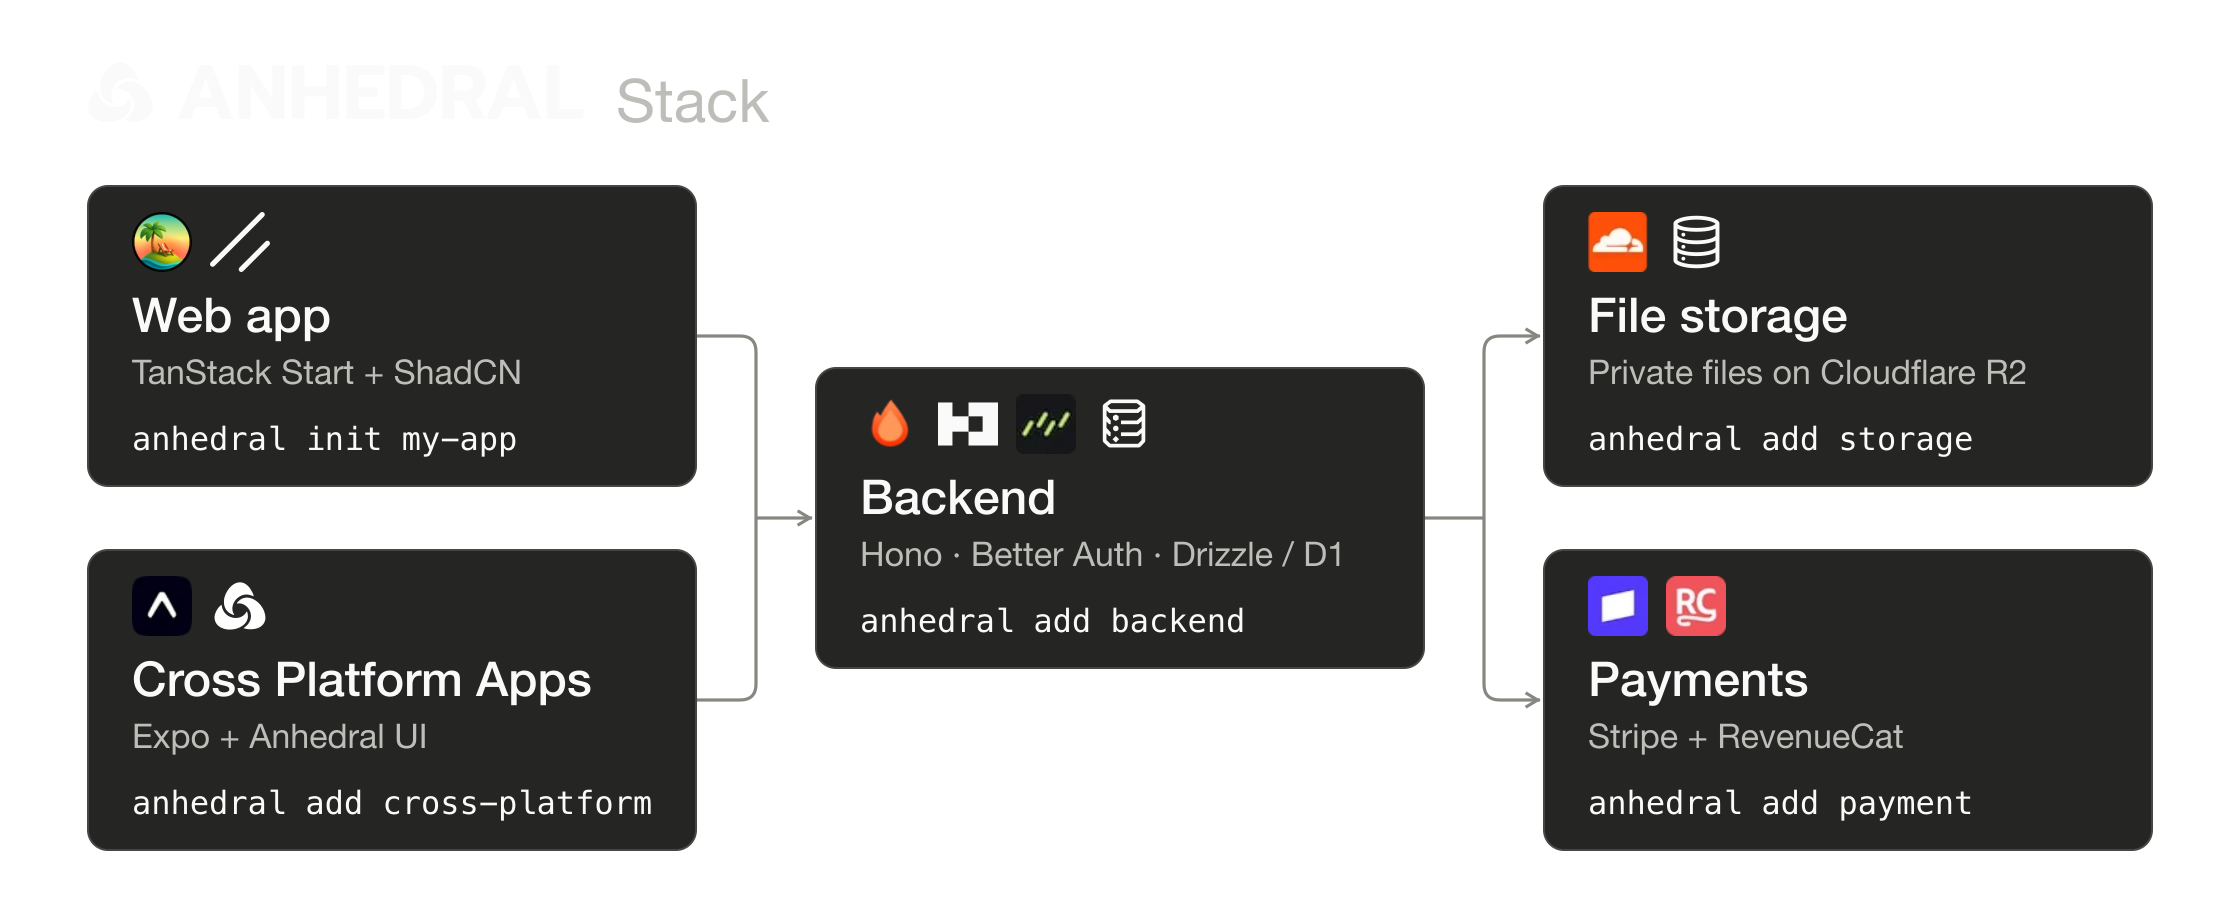 ANHEDRAL Stack
Web app
TanStack Start + ShadCN
anhedral init my-app
Cross Platform Apps
Expo + Anhedral UI
anhedral add cross-platform
Backend
Hono · Better Auth · Drizzle / D1
anhedral add backend
File storage
Private files on Cloudflare R2
anhedral add storage
RC
Payments
Stripe + RevenueCat
anhedral add payment